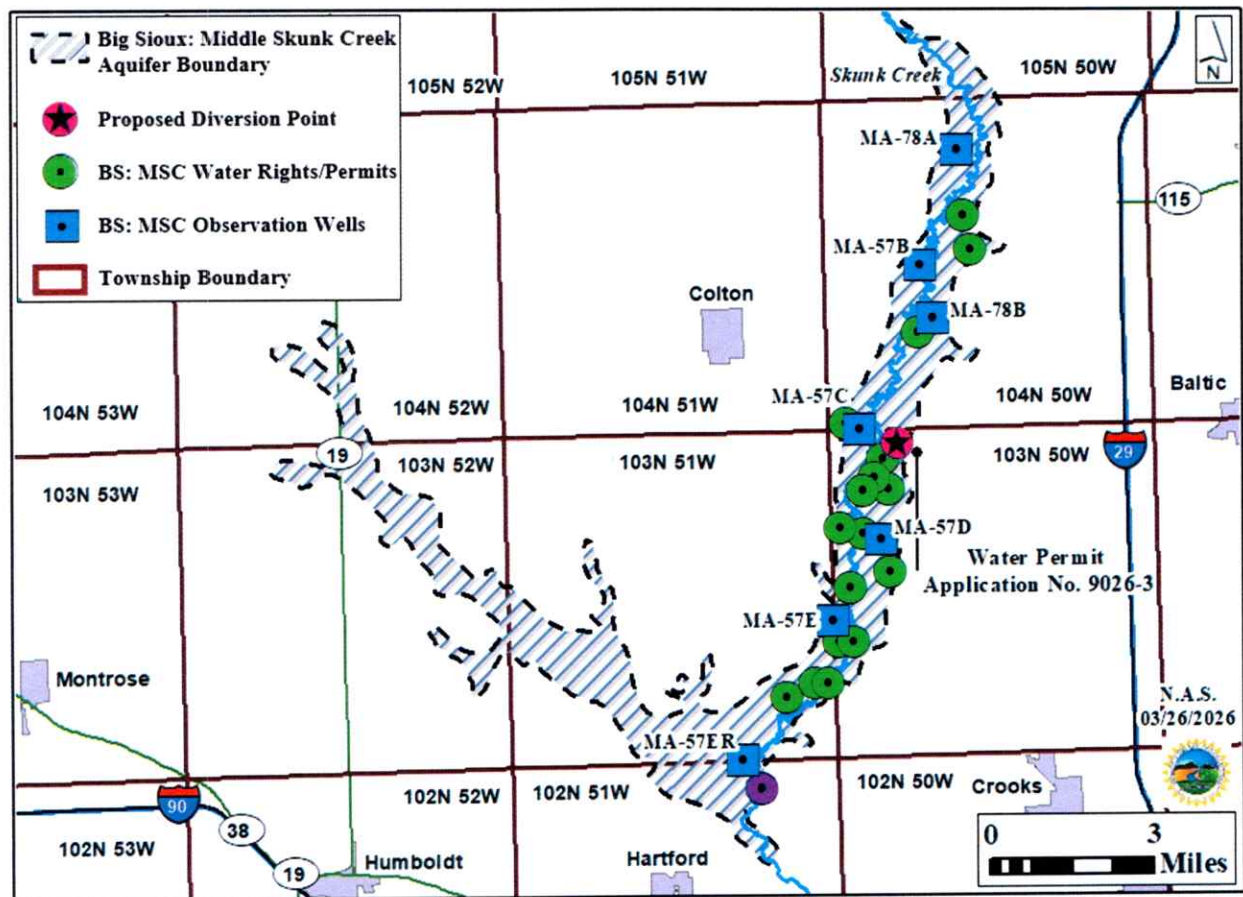 Big Sioux: Middle Skunk Creek
Aquifer Boundary
Proposed Diversion Point
BS: MSC Water Rights/Permits
BS: MSC Observation Wells
Township Boundary
N
105N 52W
105N 51W
Skunk Creek
105N 50W
MA-78A
115
MA-57B
Colton
MA-78B
Baltic
MA-57C
104N 53W
104N 52W
104N 51W
104N 50W
19
103N 53W
103N 52W
103N 51W
103N 50W
29
MA-57D
Water Permit
Application No. 9026-3
MA-57E
Montrose
N.A.S.
03/26/2026
MA-57ER
90
102N 52W
102N 51W
102N 50W
Crooks
38
102N 53W
19
Humboldt
Hartford
0 3
Miles